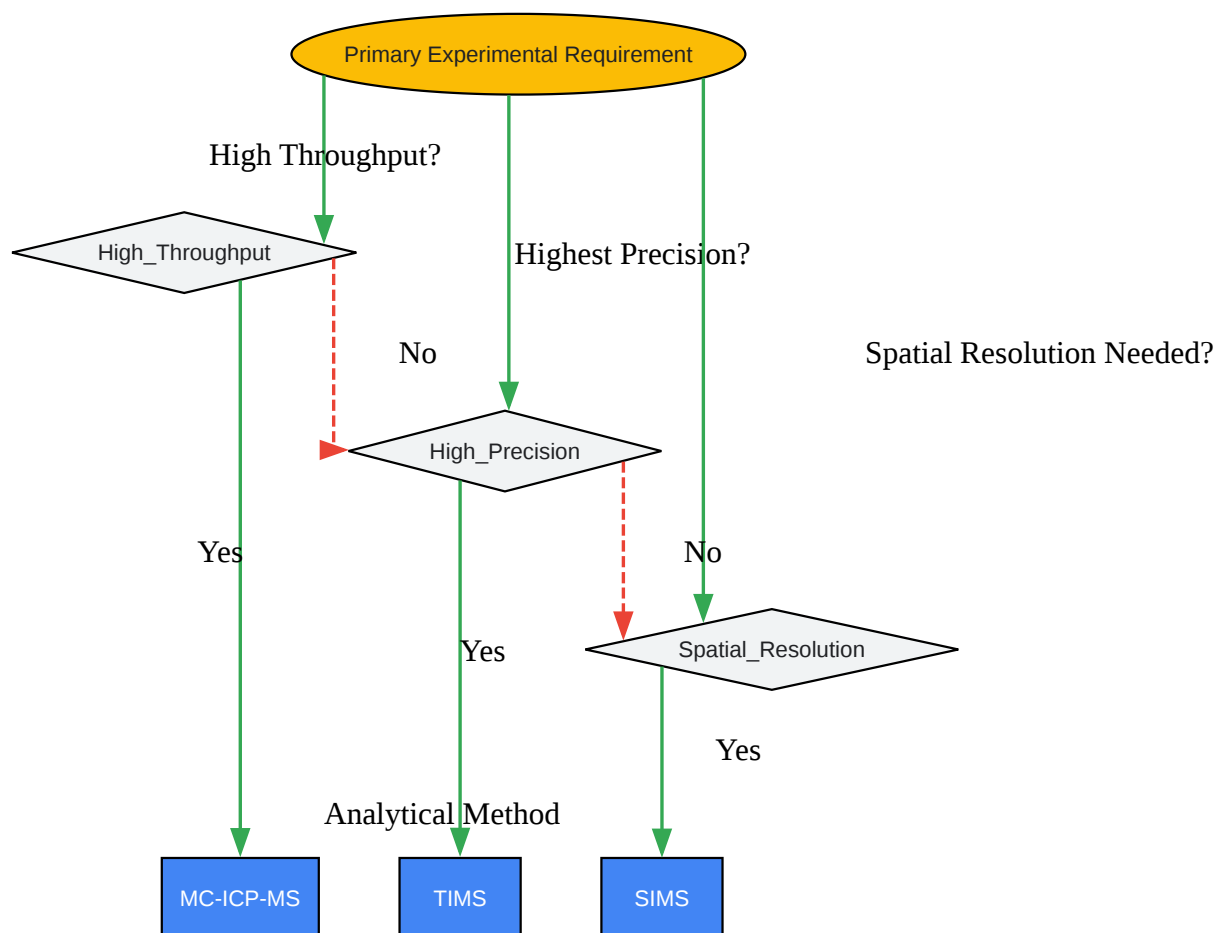 Primary Experimental Requirement
High Throughput?
High_Throughput
Highest Precision?
No
Spatial Resolution Needed?
High_Precision
Yes
No
Yes
Spatial_Resolution
Yes
Analytical Method
MC-ICP-MS
TIMS
SIMS